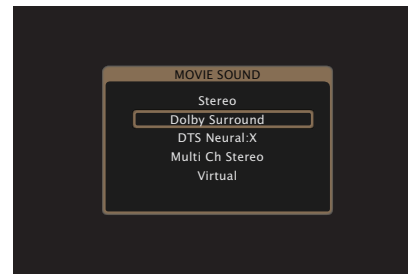 MOVIE SOUND
Stereo
Dolby Surround
DTS Neural:X
Multi Ch Stereo
Virtual